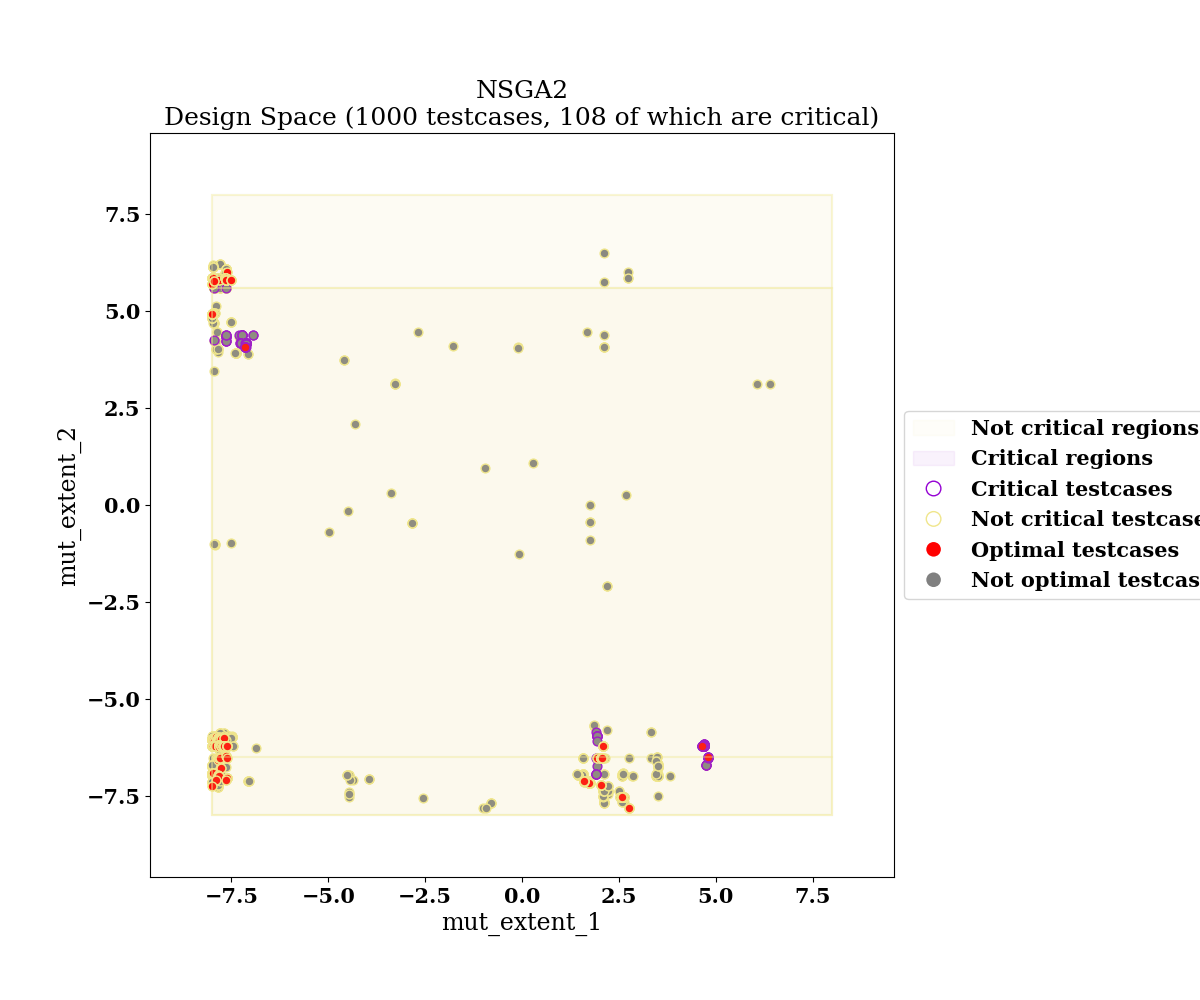 NSGA2
Design Space (1000 testcases, 108 of which are critical)
7.5
5.0
2.5
0.0
−2.5
−5.0
−7.5
mut_extent_2
−7.5
−5.0
−2.5
0.0
2.5
5.0
7.5
mut_extent_1
Not critical regions
Critical regions
Critical testcases
Not critical testcase
Optimal testcases
Not optimal testcas